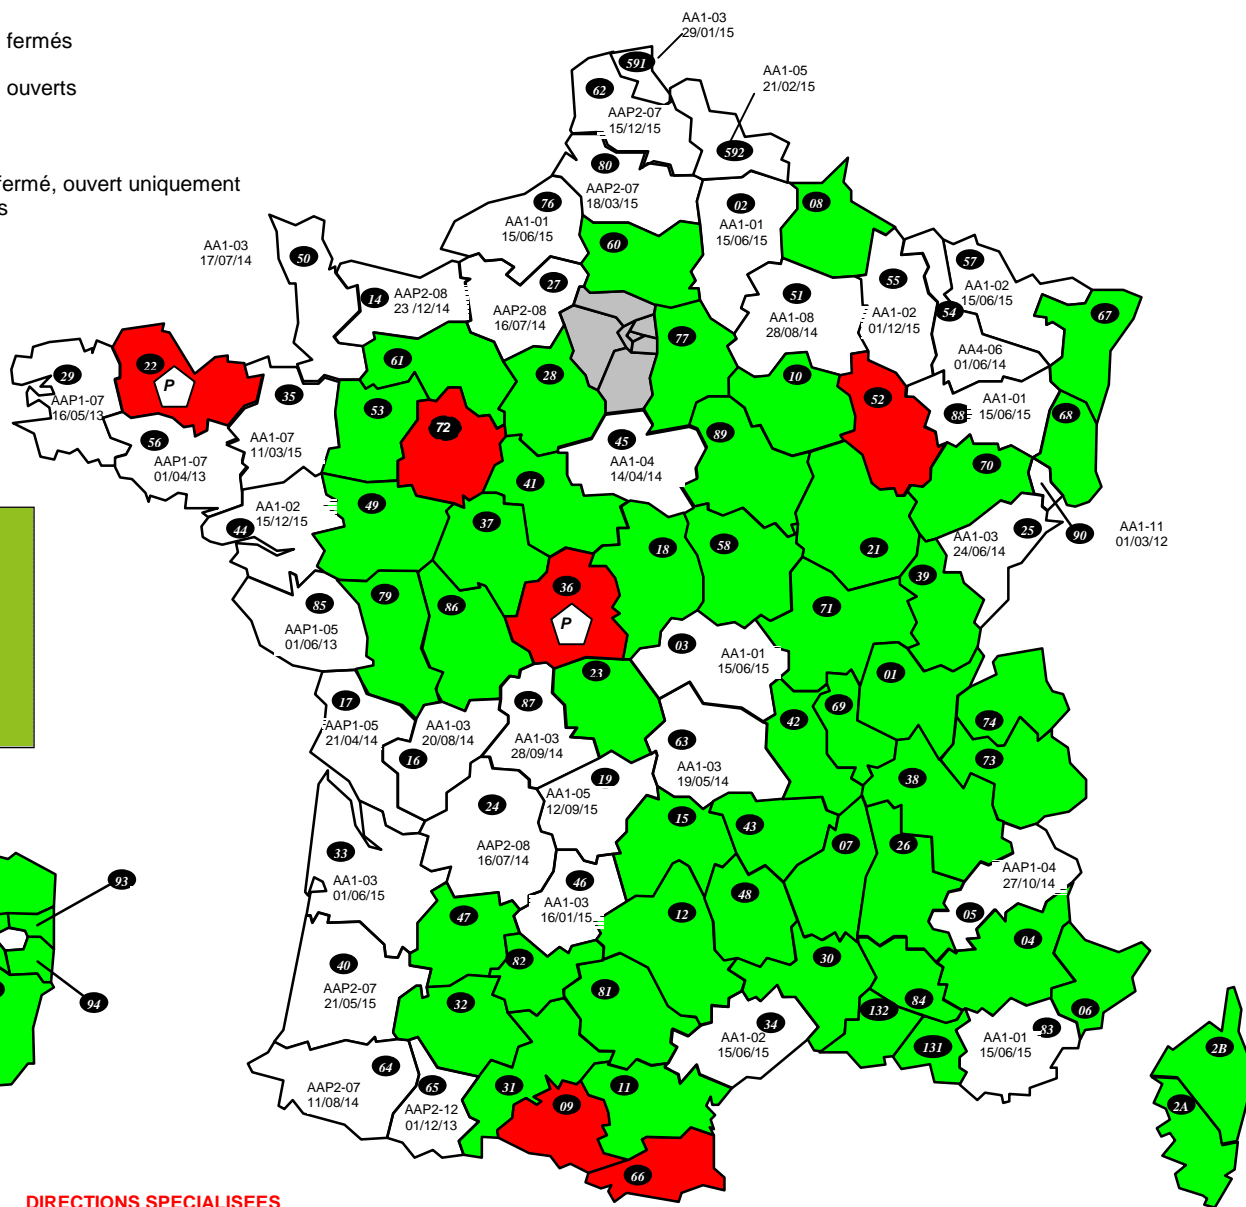 fermés
ouverts
fermé, ouvert uniquement
s
AA1-03
29/01/15
591
AA1-05
21/02/15
62
AAP2-07
15/12/15
592
80
AAP2-07
18/03/15
76
AA1-01
15/06/15
02
AA1-01
15/06/15
08
60
AA1-03
17/07/14
50
14
AAP2-08
23 /12/14
27
AAP2-08
16/07/14
51
AA1-08
28/08/14
55
AA1-02
01/12/15
57
AA1-02
15/06/15
54
AA4-06
01/06/14
67
77
61
28
10
52
88
AA1-01
15/06/15
68
22
P
29
AAP1-07
16/05/13
35
AA1-07
11/03/15
56
AAP1-07
01/04/13
53
72
45
AA1-04
14/04/14
89
70
41
44
AA1-02
15/12/15
49
37
18
58
21
39
25
AA1-03
24/06/14
90
AA1-11
01/03/12
36
P
85
AAP1-05
01/06/13
79
86
71
03
AA1-01
15/06/15
23
01
17
AAP1-05
21/04/14
16
AA1-03
20/08/14
87
AA1-03
28/09/14
63
AA1-03
19/05/14
42
69
74
73
38
19
AA1-05
12/09/15
24
AAP2-08
16/07/14
15
43
07
26
33
AA1-03
01/06/15
46
AA1-03
16/01/15
AAP1-04
27/10/14
05
93
47
12
48
04
40
AAP2-07
21/05/15
82
30
94
32
81
84
06
132
34
AA1-02
15/06/15
131
83
AA1-01
15/06/15
2B
64
AAP2-07
11/08/14
65
AAP2-12
01/12/13
31
09
11
2A
66
DIRECTIONS SPECIALISEES